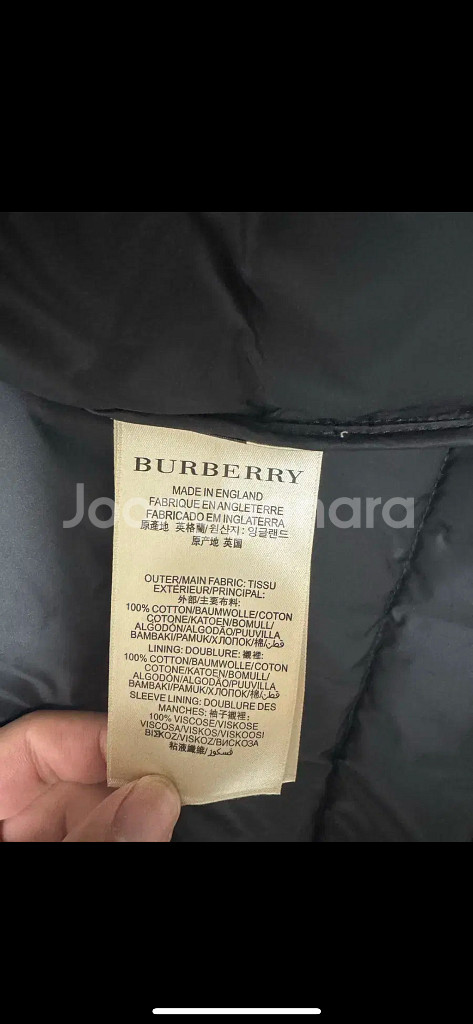 BURBERRY
MADE IN ENGLAND
FABRIQUE EN ANGLETERRE
FABRICADO EM INGLATERRA
原產地 英格蘭/원산지:잉글랜드
原产地 英国
OUTER/MAIN FABRIC: TISSU
EXTÉRIEUR/PRINCIPAL:
外部/主要布料:
100% COTTON/BAUMWOLLE/COTON
COTONE/KATOEN/BOMULL/
ALGODÓN/ALGODÃO/PUUVILLA
BAMBAKI/PAMUK/ХЛОПОК/棉/قطن
LINING: DOUBLURE: 襯裡:
100% COTTON/BAUMWOLLE/COTON
COTONE/KATOEN/BOMULL/
ALGODÓN/ALGODÃO/PUUVILLA
BAMBAKI/PAMUK/ХЛОПОК/棉/قطن
SLEEVE LINING: DOUBLURE DES
MANCHES: 袖子襯裡:
100% VISCOSE/VISKOSE
VISCOSA/VISKOS/VISKOOSI
ΒΙΣΚΟΖ/VISKOZ/ВИСКОЗА
粘液纖維/فسكوز